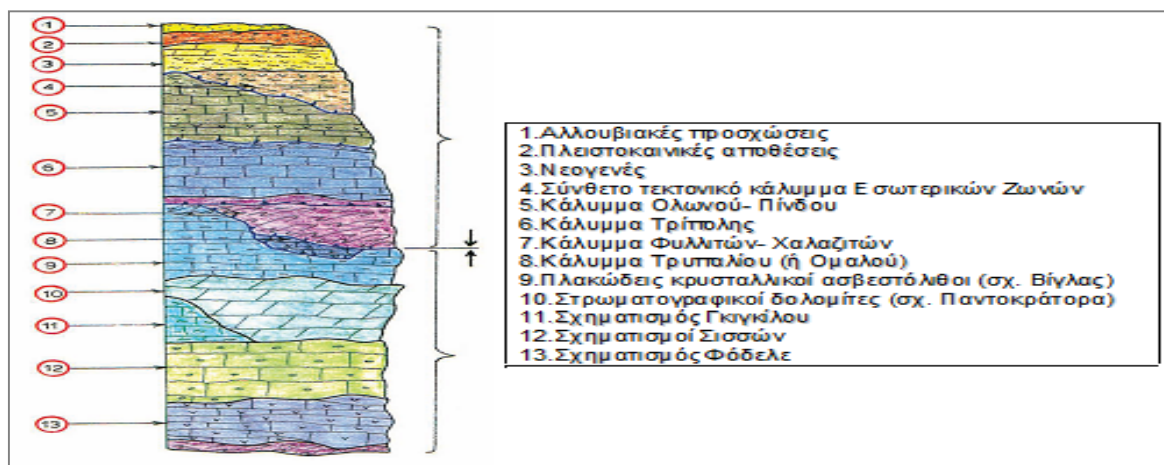 1
2
3
4
5
6
7
8
9
10
11
12
13
1.Αλλουβιακές προσχώσεις
2.Πλειστοκαινικές αποθέσεις
3.Νεογενές
4.Σύνθετο τεκτονικό κάλυμμα Ε σωτερικών Ζωνών
5.Κάλυμμα Ολωνού- Πίνδου
6.Κάλυμμα Τρίπολης
7.Κάλυμμα Φυλλιτών- Χαλαζιτών
8.Κάλυμμα Τρυπαλίου (ή Ομαλού)
9.Πλακώδεις κρυσταλλικοί ασβεστόλιθοι (σχ. Βίγλας)
10.Στρωματογραφικοί δολομίτες (σχ. Παντοκράτορα)
11.Σχηματισμός Γκιγκίλου
12.Σχηματισμοί Σισσών
13.Σχηματισμός Φόδελε